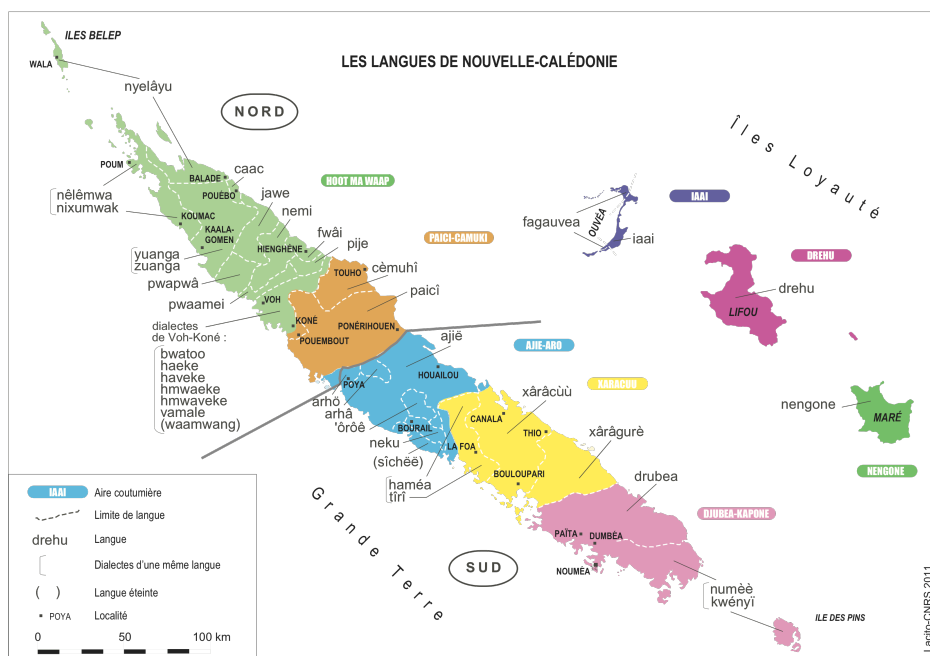 ILES BELEP
WALA
LES LANGUES DE NOUVELLE-CALÉDONIE
nyelâyu
NORD
Îles Loyauté
POUM
BALADE
caac
POUÉBO
HOOT MA WAAP
jawe
nêlêmwa
nixumwak
nemi
KOUMAC
KAALA-
GOMEN
fwâi
HIENGHÈNE
pije
yuanga
zuanga
pwapwâ
pwaamei
VOH
PAICI-CAMUKI
TOUHO
cèmuhî
paicî
KONÉ
POUEMBOUT
PONÉRIHOUEN
dialectes
de Voh-Koné :
bwatoo
haeke
haveke
hmwaeke
hmwaveke
vamale
(waamwang)
fagauvea
OUVÉA
iaai
IAAI
DREHU
drehu
LIFOU
nengone
MARÉ
NENGONE
ajië
AJIE-ARO
HOUAILOU
POYA
arhö
arhâ
'ôrôê
BOURAIL
neku
(sîchëë)
XARACUU
xârâcùù
CANALA
THIO
LA FOA
xârâgurè
BOULOUPARI
haméa
tîrî
drubea
DJUBEA-KAPONE
PAÏTA
DUMBÉA
NOUMÉA
numèè
kwényï
ILE DES PINS
Grande Terre
SUD
IAAI Aire coutumière
Limite de langue
drehu Langue
Dialectes d'une même langue
( ) Langue éteinte
POYA Localité
0 50 100 km
Lacito-CNRS 2011